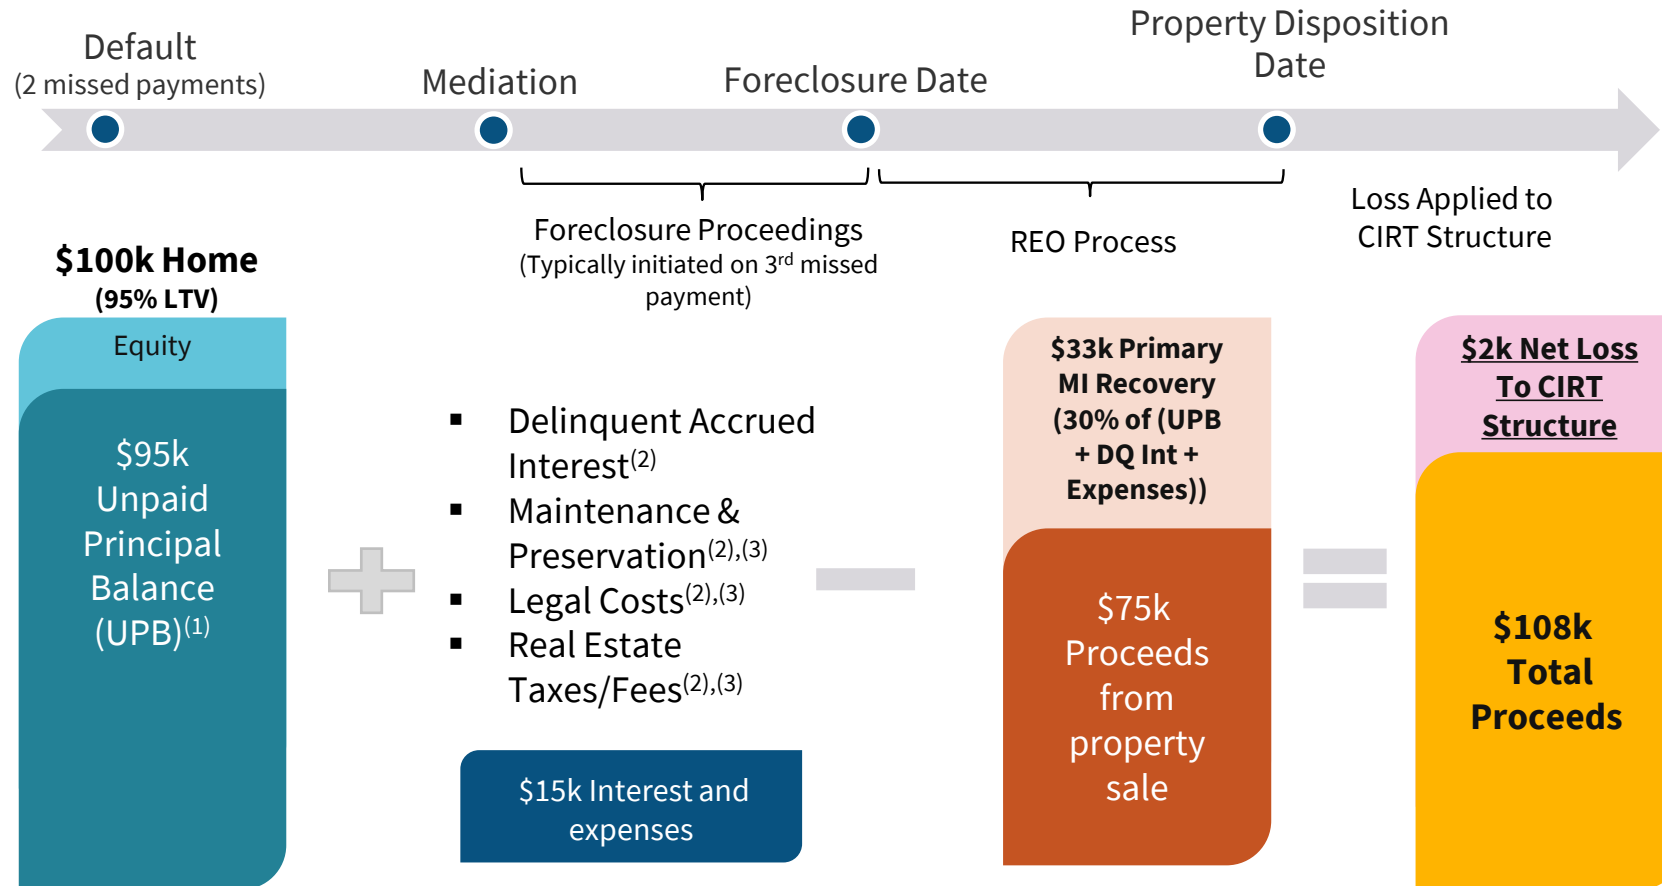 Default
(2 missed payments)
Mediation
Foreclosure Date
Property Disposition
Date
Foreclosure Proceedings
(Typically initiated on 3rd missed
payment)
REO Process
Loss Applied to
CIRT Structure
$100k Home
(95% LTV)
Equity
$95k
Unpaid
Principal
Balance
(UPB)(1)
▪ Delinquent Accrued
Interest(2)
▪ Maintenance &
Preservation(2),(3)
▪ Legal Costs(2),(3)
▪ Real Estate
Taxes/Fees(2),(3)
$15k Interest and
expenses
$33k Primary
MI Recovery
(30% of (UPB
+ DQ Int +
Expenses))
$75k
Proceeds
from
property
sale
$2k Net Loss
To CIRT
Structure
$108k
Total
Proceeds